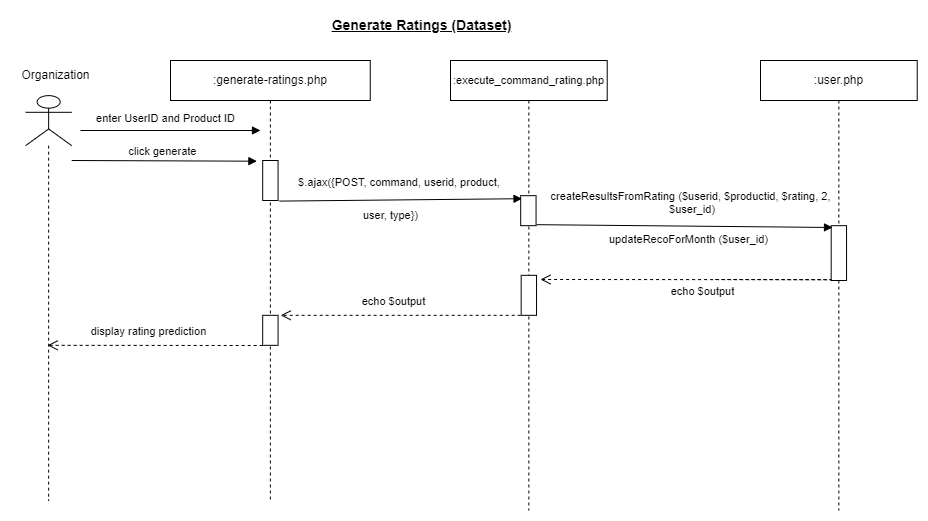 Generate Ratings (Dataset)
Organization
:generate-ratings.php
:execute_command_rating.php
:user.php
enter UserID and Product ID
click generate
$.ajax({POST, command, userid, product,
user, type})
createResultsFromRating ($userid, $productid, $rating, 2,
$user_id)
updateRecoForMonth ($user_id)
echo $output
echo $output
display rating prediction